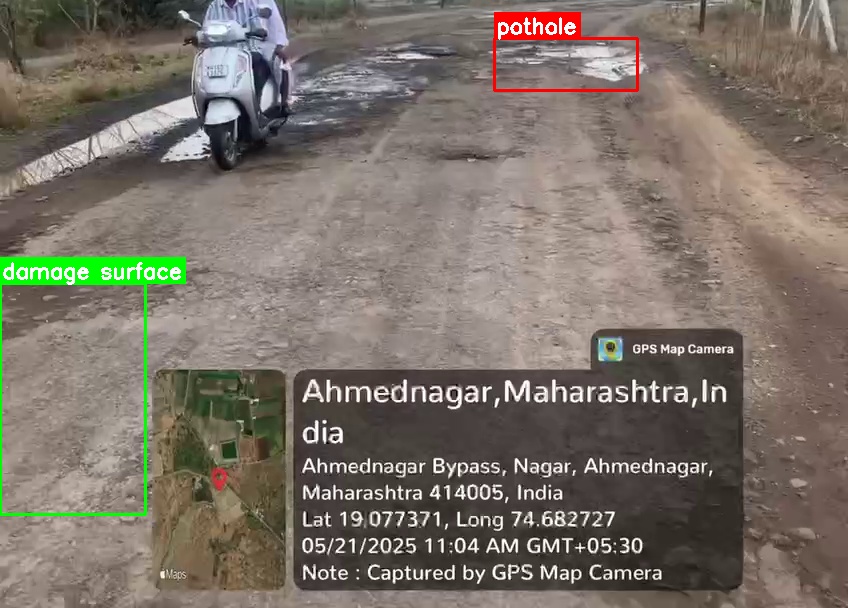 pothole
damage surface
GPS Map Camera
Ahmednagar,Maharashtra,In
dia
Ahmednagar Bypass, Nagar, Ahmednagar,
Maharashtra 414005, India
Lat 19.077371, Long 74.682727
05/21/2025 11:04 AM GMT+05:30
Note : Captured by GPS Map Camera
Maps